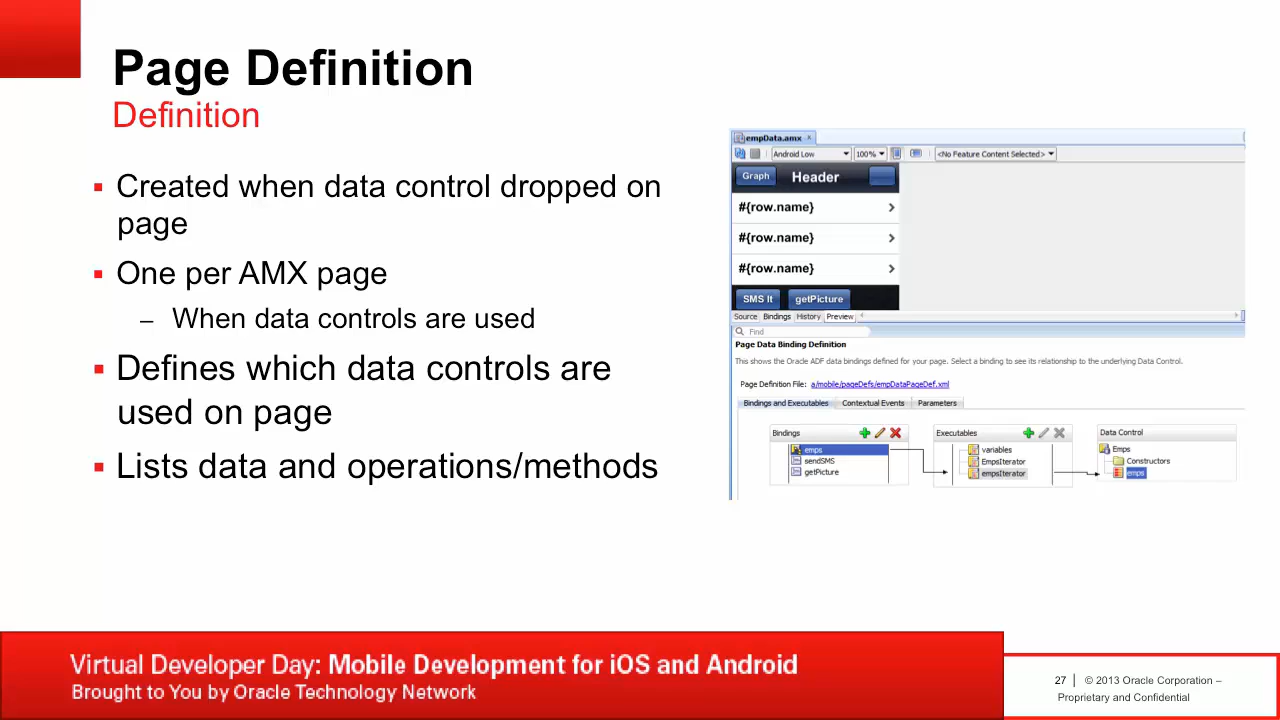 Page Definition
Definition
▪ Created when data control dropped on
page
▪ One per AMX page
– When data controls are used
▪ Defines which data controls are
used on page
▪ Lists data and operations/methods
empData.amx
Android Low 100% <No Feature Content Selected>
Graph Header
#{row.name}
#{row.name}
#{row.name}
SMS It getPicture
Source Bindings History Preview
Find
Page Data Binding Definition
This shows the Oracle ADF data bindings defined for your page. Select a binding to see its relationship to the underlying Data Control.
Page Definition File: a/mobile/pageDefs/empDataPageDef.xml
Bindings and Executables Contextual Events Parameters
Bindings
emps
sendSMS
getPicture
Executables
variables
EmpsIterator
empsIterator
Data Control
Emps
Constructors
emps
Virtual Developer Day: Mobile Development for iOS and Android
Brought to You by Oracle Technology Network
27 | © 2013 Oracle Corporation –
Proprietary and Confidential